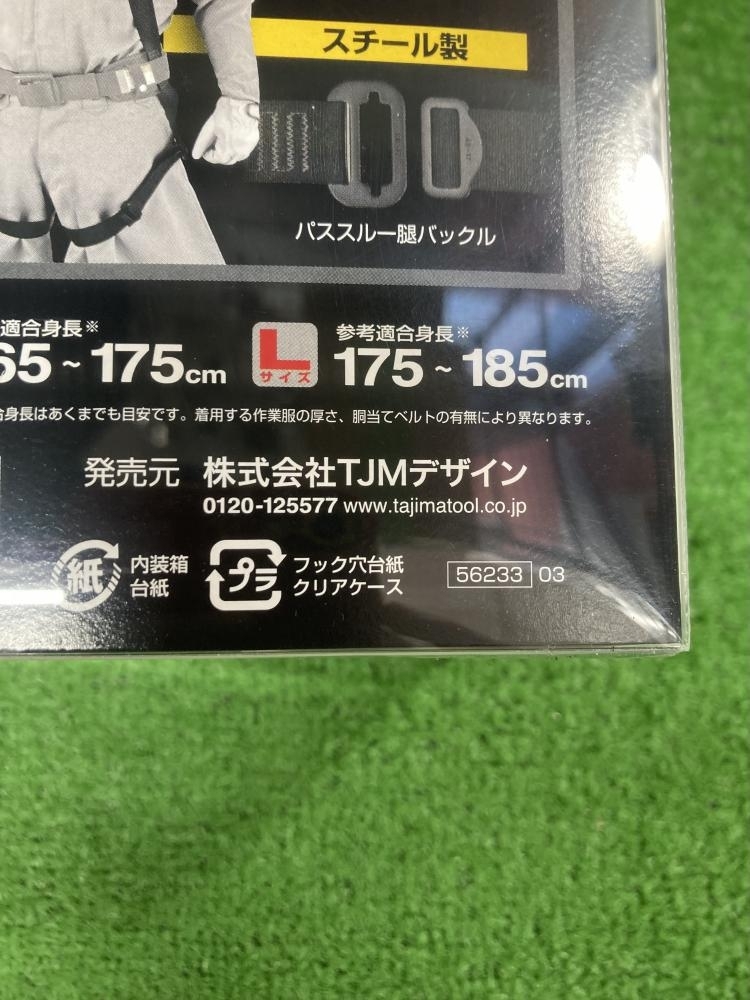 スチール製
パススルー腿バックル
適合身長※
65~175cm
L
サイズ
参考適合身長※
175~185cm
合身長はあくまでも目安です。着用する作業服の厚さ、胴当てベルトの有無により異なります。
発売元 株式会社TJMデザイン
0120-125577 www.tajimatool.co.jp
紙
内装箱
台紙
プラ
フック穴台紙
クリアケース
56233 03